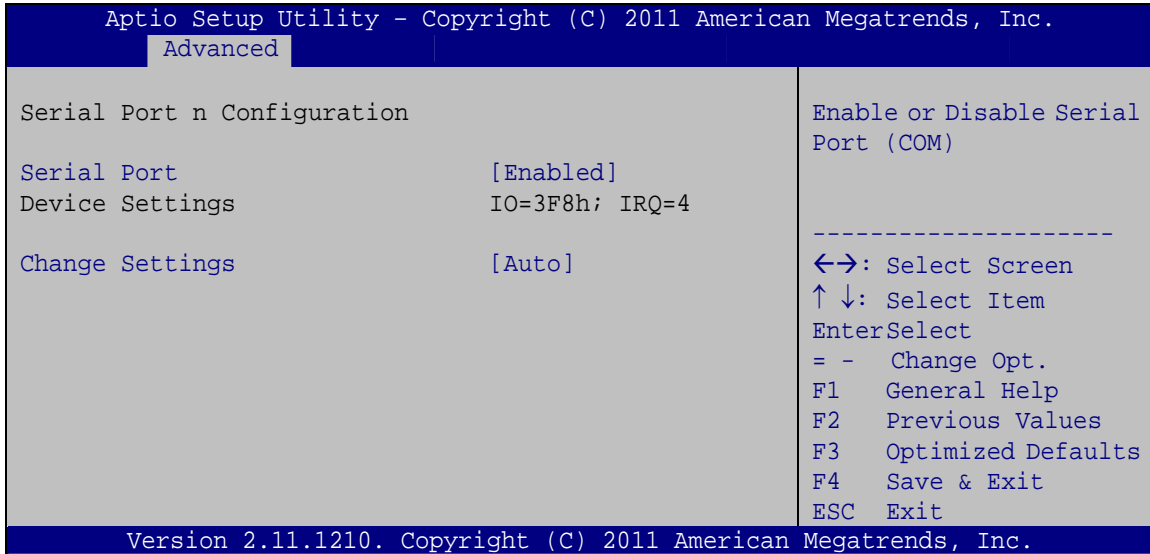 Aptio Setup Utility – Copyright (C) 2011 American Megatrends, Inc.
Advanced
Serial Port n Configuration
Serial Port [Enabled]
Device Settings IO=3F8h; IRQ=4
Change Settings [Auto]
Enable or Disable Serial
Port (COM)
---------------------
←→: Select Screen
↑ ↓: Select Item
EnterSelect
= - Change Opt.
F1 General Help
F2 Previous Values
F3 Optimized Defaults
F4 Save & Exit
ESC Exit
Version 2.11.1210. Copyright (C) 2011 American Megatrends, Inc.